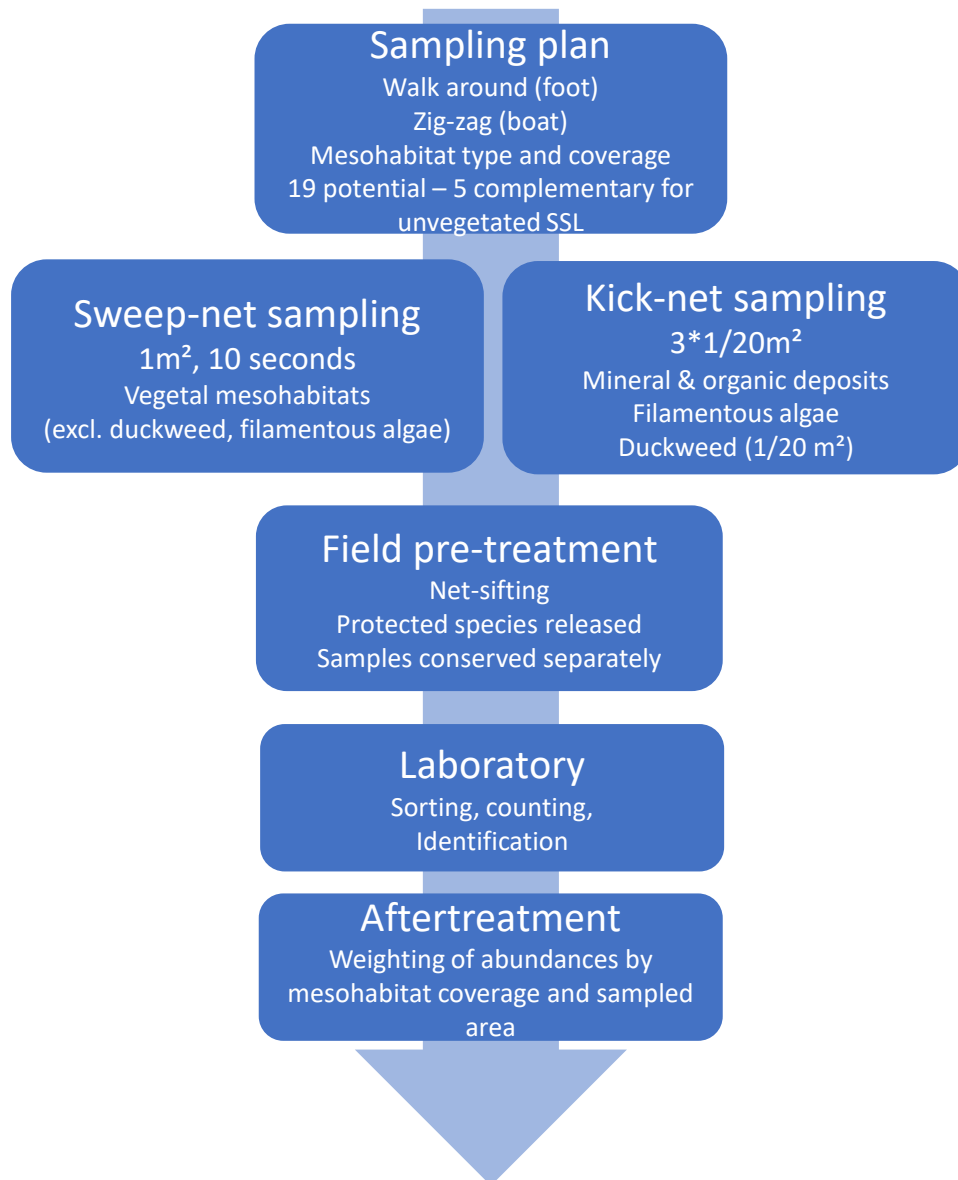 Sampling plan
Walk around (foot)
Zig-zag (boat)
Mesohabitat type and coverage
19 potential – 5 complementary for
unvegetated SSL
Sweep-net sampling
1m², 10 seconds
Vegetal mesohabitats
(excl. duckweed, filamentous algae)
Kick-net sampling
3*1/20m²
Mineral & organic deposits
Filamentous algae
Duckweed (1/20 m²)
Field pre-treatment
Net-sifting
Protected species released
Samples conserved separately
Laboratory
Sorting, counting,
Identification
Aftertreatment
Weighting of abundances by
mesohabitat coverage and sampled
area